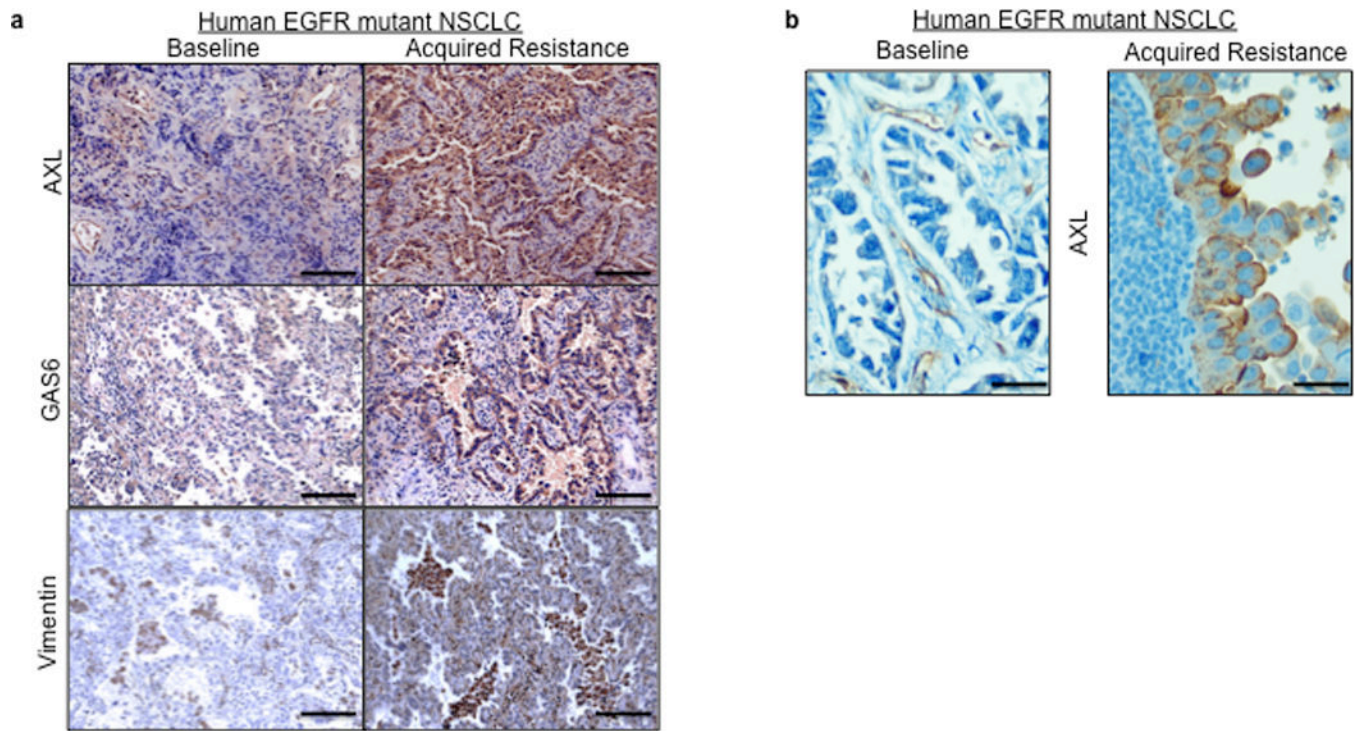 a
Human EGFR mutant NSCLC
Baseline Acquired Resistance
AXL
GAS6
Vimentin
b
Human EGFR mutant NSCLC
Baseline Acquired Resistance
AXL